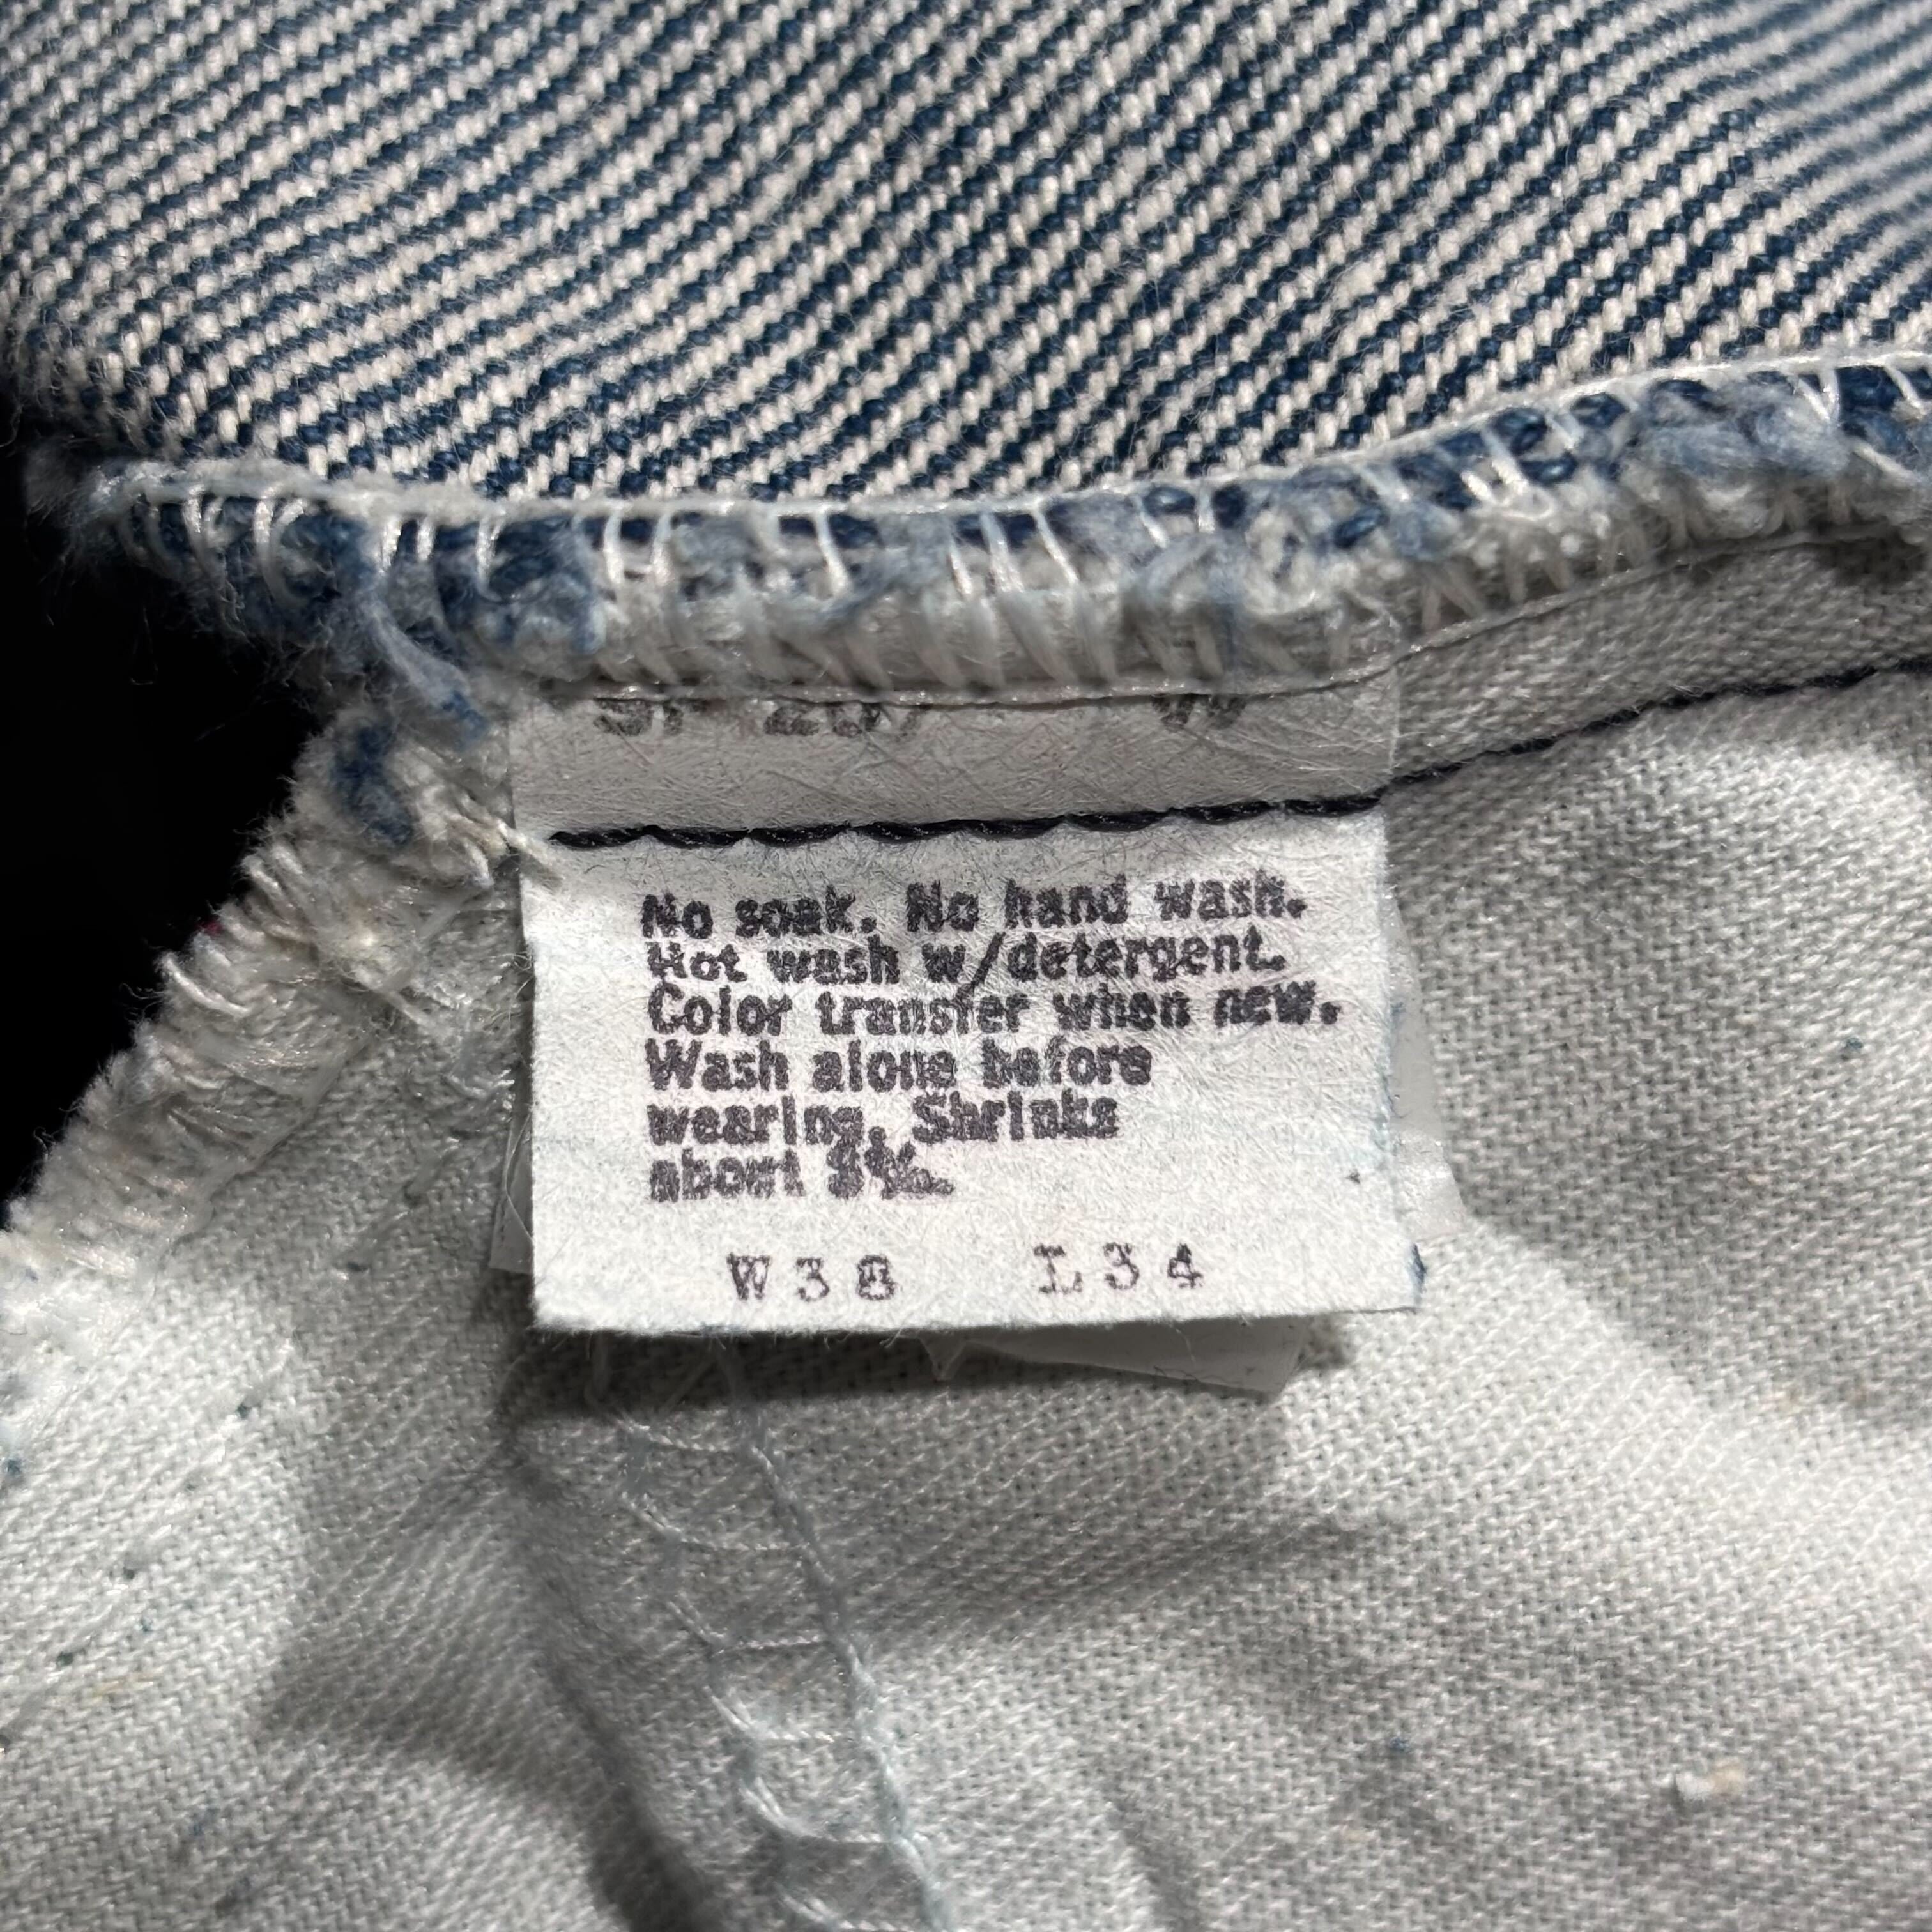 No soak. No hand wash.
Hot wash w/detergent.
Color transfer when new.
Wash alone before
wearing. Shrinks
about
W38 L34